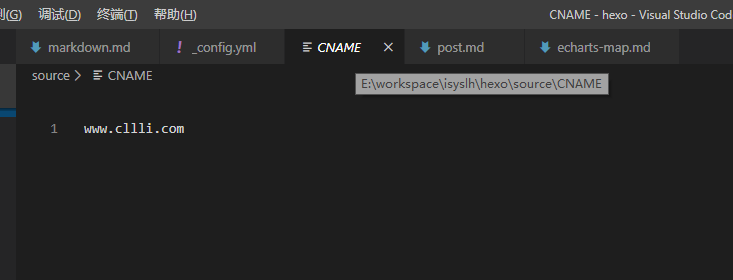 (G) 调试(D) 终端(T) 帮助(H) CNAME - hexo - Visual Studio Cod
markdown.md ! _config.yml CNAME × post.md echarts-map.md
source > CNAME
E:\workspace\isyslh\hexo\source\CNAME
1 www.cllli.com